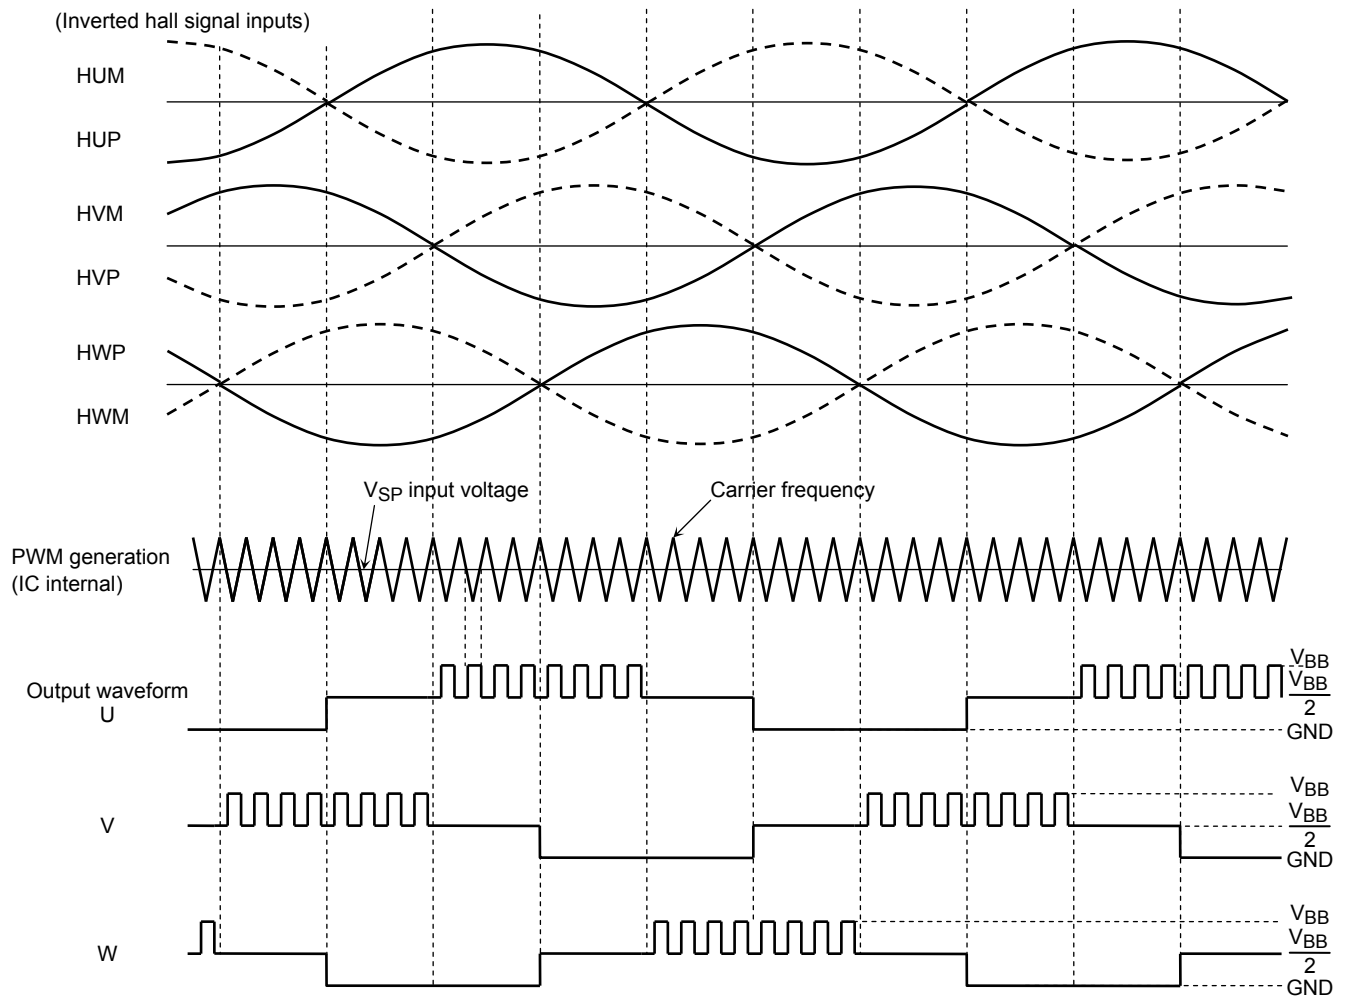 (Inverted hall signal inputs)
HUM
HUP
HVM
HVP
HWP
HWM
VSP input voltage
Carrier frequency
PWM generation
(IC internal)
Output waveform
U
VBB
VBB
2
GND
V
VBB
VBB
2
GND
W
VBB
VBB
2
GND